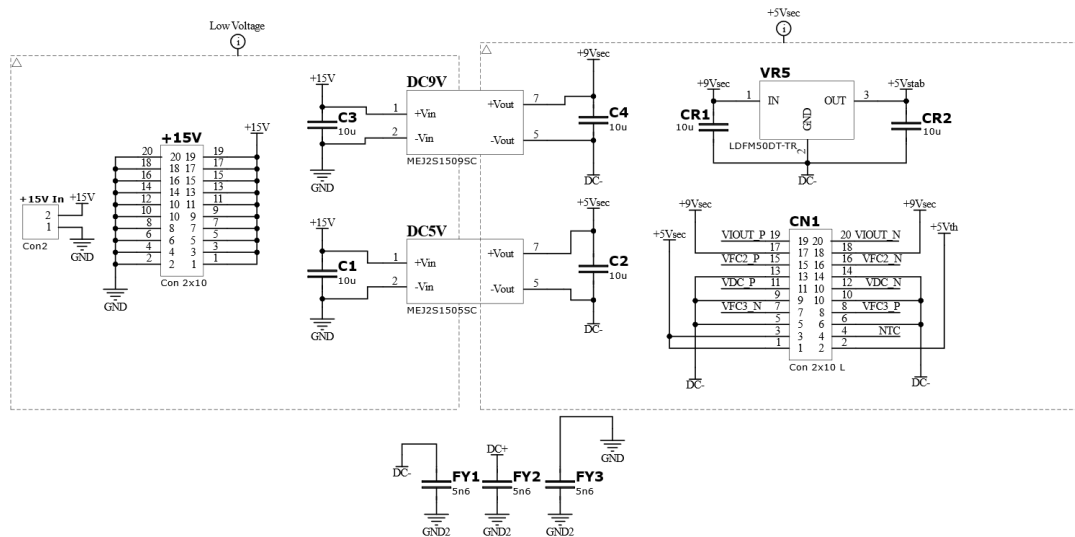 Low Voltage
i
+5Vsec
i
+15V
DC9V
1
+Vin
+Vout
7
2
-Vin
-Vout
5
C3
10u
MEJ2S1509SC
GND
+9Vsec
C4
10u
DC-
+9Vsec
VR5
+5Vstab
1
IN
OUT
3
GND
2
CR1
10u
CR2
10u
LDFM50DT-TR
DC-
+15V
+15V
20 20 19 19
18 18 17 17
16 16 15 15
14 14 13 13
12 10 11 11
10 10 9 9
8 8 7 7
6 6 5 5
4 4 3 3
2 2 1 1
Con 2x10
GND
+15V In
+15V
2
1
Con2
GND
+15V
DC5V
1
+Vin
+Vout
7
2
-Vin
-Vout
5
C1
10u
MEJ2S1505SC
GND
+5Vsec
C2
10u
DC-
+9Vsec
+5Vsec
CN1
+9Vsec
+5Vth
VIOUT_P 19 19 20 20 VIOUT_N
17 17 18 18
VFC2_P 15 15 16 16 VFC2_N
13 13 14 14
VDC_P 11 11 10 12 VDC_N
9 9 10 10
VFC3_N 7 7 8 8 VFC3_P
5 5 6 6
3 3 4 4 NTC
1 1 2 2
Con 2x10 L
DC-
DC-
DC-
FY1
5n6
GND2
DC+
FY2
5n6
GND2
GND
FY3
5n6
GND2